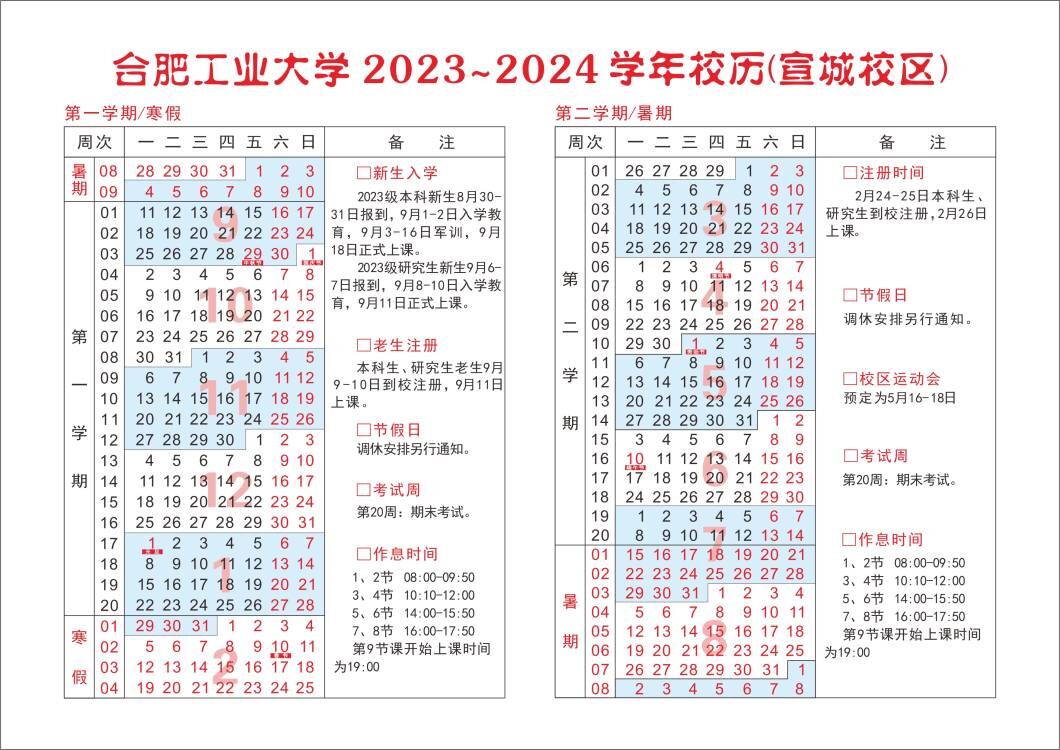 合肥工业大学 2023~2024 学年校历(宣城校区)
第一学期/寒假
周次 一 二 三 四 五 六 日 备 注
暑期
08 28 29 30 31 1 2 3
09 4 5 6 7 8 9 10
第一学期
9
01 11 12 13 14 15 16 17
02 18 19 20 21 22 23 24
03 25 26 27 28 29 30 1
中秋节 国庆节
10
04 2 3 4 5 6 7 8
05 9 10 11 12 13 14 15
06 16 17 18 19 20 21 22
07 23 24 25 26 27 28 29
08 30 31 1 2 3 4 5
11
09 6 7 8 9 10 11 12
10 13 14 15 16 17 18 19
11 20 21 22 23 24 25 26
12 27 28 29 30 1 2 3
12
13 4 5 6 7 8 9 10
14 11 12 13 14 15 16 17
15 18 19 20 21 22 23 24
16 25 26 27 28 29 30 31
17 1 2 3 4 5 6 7
元旦
1
18 8 9 10 11 12 13 14
19 15 16 17 18 19 20 21
20 22 23 24 25 26 27 28
寒假
01 29 30 31 1 2 3 4
02 5 6 7 8 9 10 11
春节
2
03 12 13 14 15 16 17 18
04 19 20 21 22 23 24 25
□新生入学
2023级本科新生8月30-
31日报到,9月1-2日入学教
育,9月3-16日军训,9月
18日正式上课。
2023级研究生新生9月6-
7日报到,9月8-10日入学教
育,9月11日正式上课。
□老生注册
本科生、研究生老生9月
9-10日到校注册,9月11日
上课。
□节假日
调休安排另行通知。
□考试周
第20周:期末考试。
□作息时间
1、2节 08:00-09:50
3、4节 10:10-12:00
5、6节 14:00-15:50
7、8节 16:00-17:50
第9节课开始上课时间
为19:00
第二学期/暑期
周次 一 二 三 四 五 六 日 备 注
第二学期
01 26 27 28 29 1 2 3
02 4 5 6 7 8 9 10
3
03 11 12 13 14 15 16 17
04 18 19 20 21 22 23 24
05 25 26 27 28 29 30 31
06 1 2 3 4 5 6 7
清明节
4
07 8 9 10 11 12 13 14
08 15 16 17 18 19 20 21
09 22 23 24 25 26 27 28
10 29 30 1 2 3 4 5
劳动节
5
11 6 7 8 9 10 11 12
12 13 14 15 16 17 18 19
13 20 21 22 23 24 25 26
14 27 28 29 30 31 1 2
15 3 4 5 6 7 8 9
6
16 10 11 12 13 14 15 16
端午节
17 17 18 19 20 21 22 23
18 24 25 26 27 28 29 30
19 1 2 3 4 5 6 7
20 8 9 10 11 12 13 14
7
暑期
01 15 16 17 18 19 20 21
02 22 23 24 25 26 27 28
03 29 30 31 1 2 3 4
04 5 6 7 8 9 10 11
8
05 12 13 14 15 16 17 18
06 19 20 21 22 23 24 25
07 26 27 28 29 30 31 1
08 2 3 4 5 6 7 8
□注册时间
2月24-25日本科生、
研究生到校注册,2月26日
上课。
□节假日
调休安排另行通知。
□校区运动会
预定为5月16-18日
□考试周
第20周:期末考试。
□作息时间
1、2节 08:00-09:50
3、4节 10:10-12:00
5、6节 14:00-15:50
7、8节 16:00-17:50
第9节课开始上课时间
为19:00